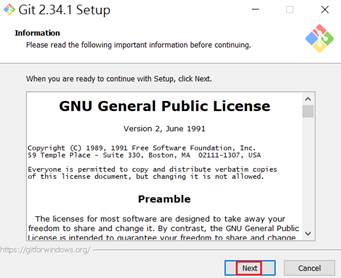 Git 2.34.1 Setup
Information
Please read the following important information before continuing.
When you are ready to continue with Setup, click Next.
GNU General Public License
Version 2, June 1991
Copyright (C) 1989, 1991 Free Software Foundation, Inc.
59 Temple Place - Suite 330, Boston, MA  02111-1307, USA
Everyone is permitted to copy and distribute verbatim copies
of this license document, but changing it is not allowed.
Preamble
The licenses for most software are designed to take away your
freedom to share and change it. By contrast, the GNU General Public
License is intended to guarantee your freedom to share and change
https://gitforwindows.org/
Next
Cancel